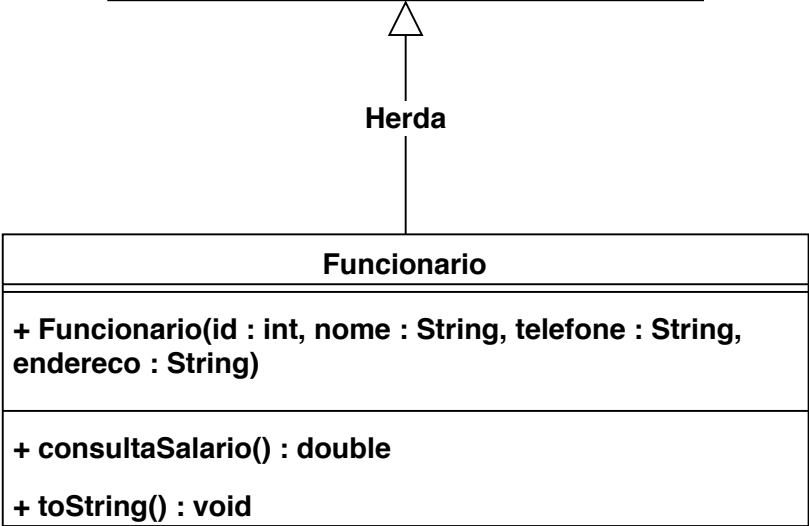 Herda
Funcionario
+ Funcionario(id : int, nome : String, telefone : String,
endereco : String)
+ consultaSalario() : double
+ toString() : void